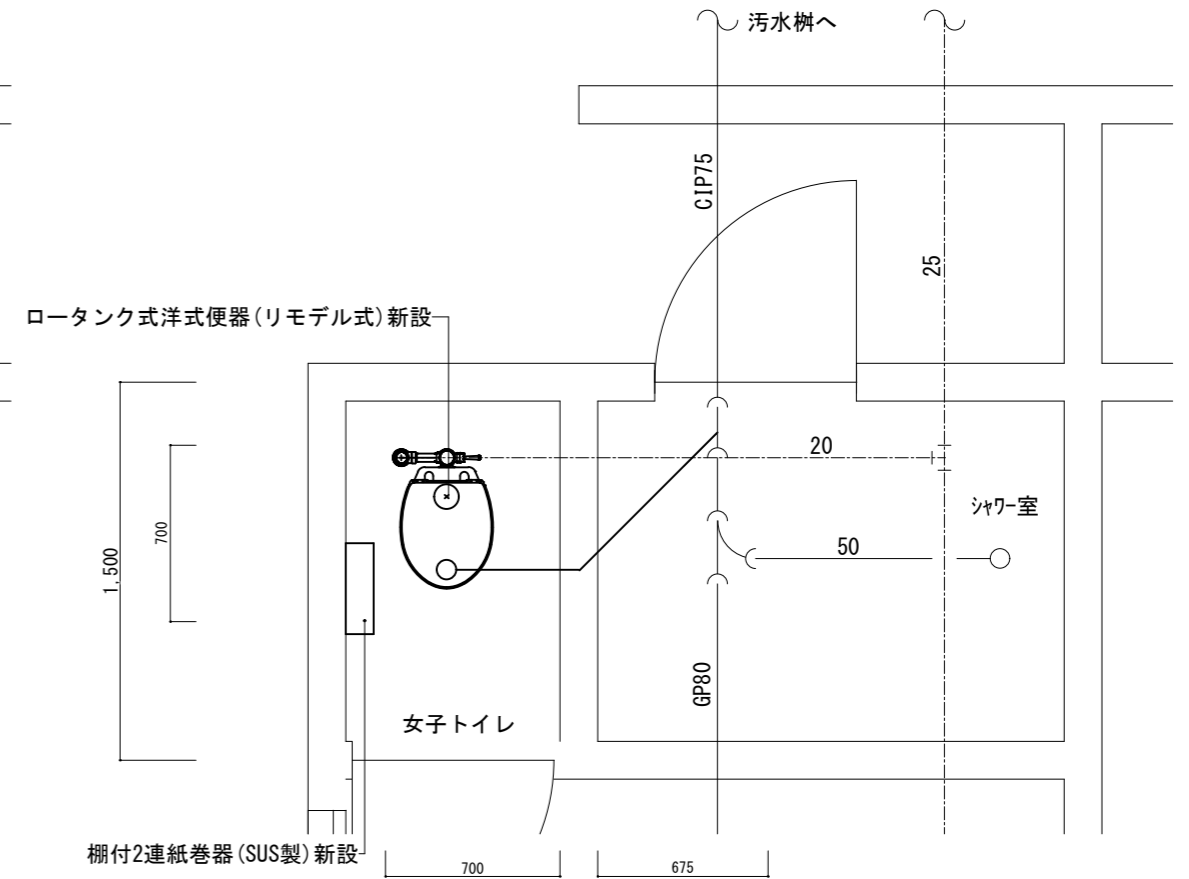 汚水桝へ
CIP75
25
ロータンク式洋式便器(リモデル式)新設
20
シャワー室
700
1,500
50
GP80
女子トイレ
棚付2連紙巻器(SUS製)新設
700
675